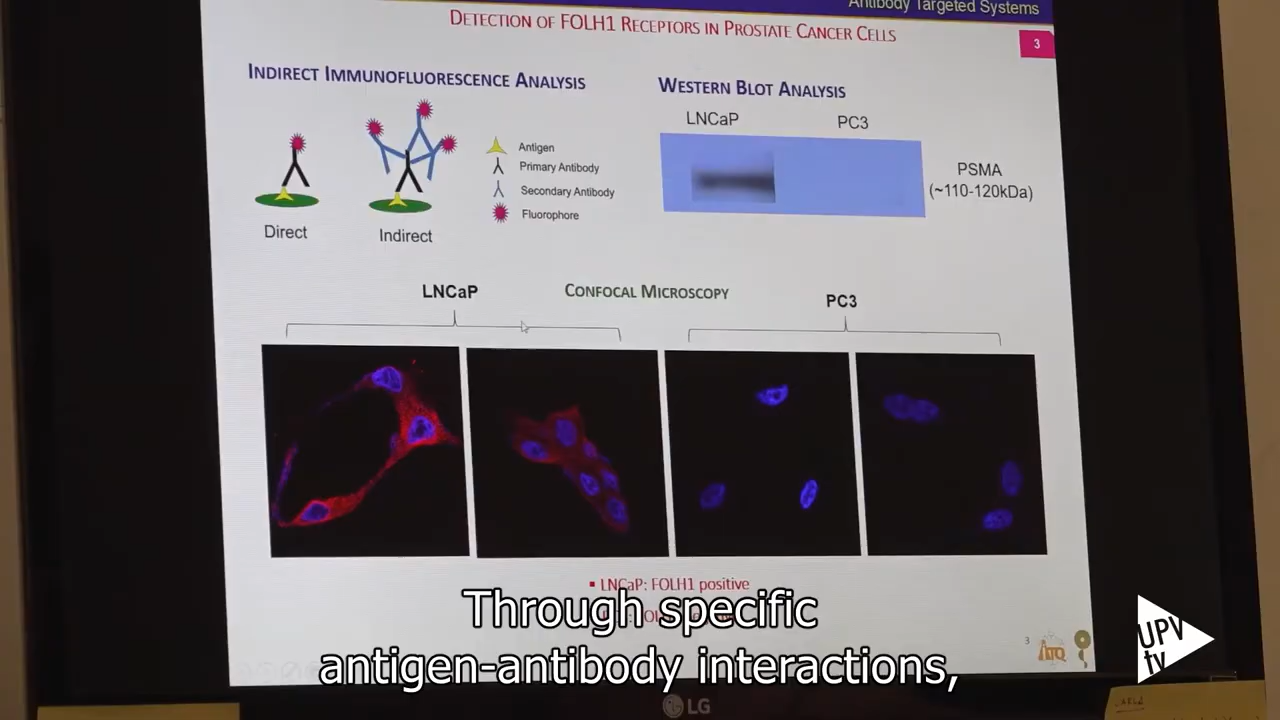 Antibody Targeted Systems
DETECTION OF FOLH1 RECEPTORS IN PROSTATE CANCER CELLS
3
INDIRECT IMMUNOFLUORESCENCE ANALYSIS
Antigen
Primary Antibody
Secondary Antibody
Fluorophore
Direct
Indirect
WESTERN BLOT ANALYSIS
LNCaP
PC3
PSMA
(~110-120kDa)
LNCaP
CONFOCAL MICROSCOPY
PC3
▪ LNCaP: FOLH1 positive
Through specific
antigen-antibody interactions,
3
ITQ
UPV
tv
LG